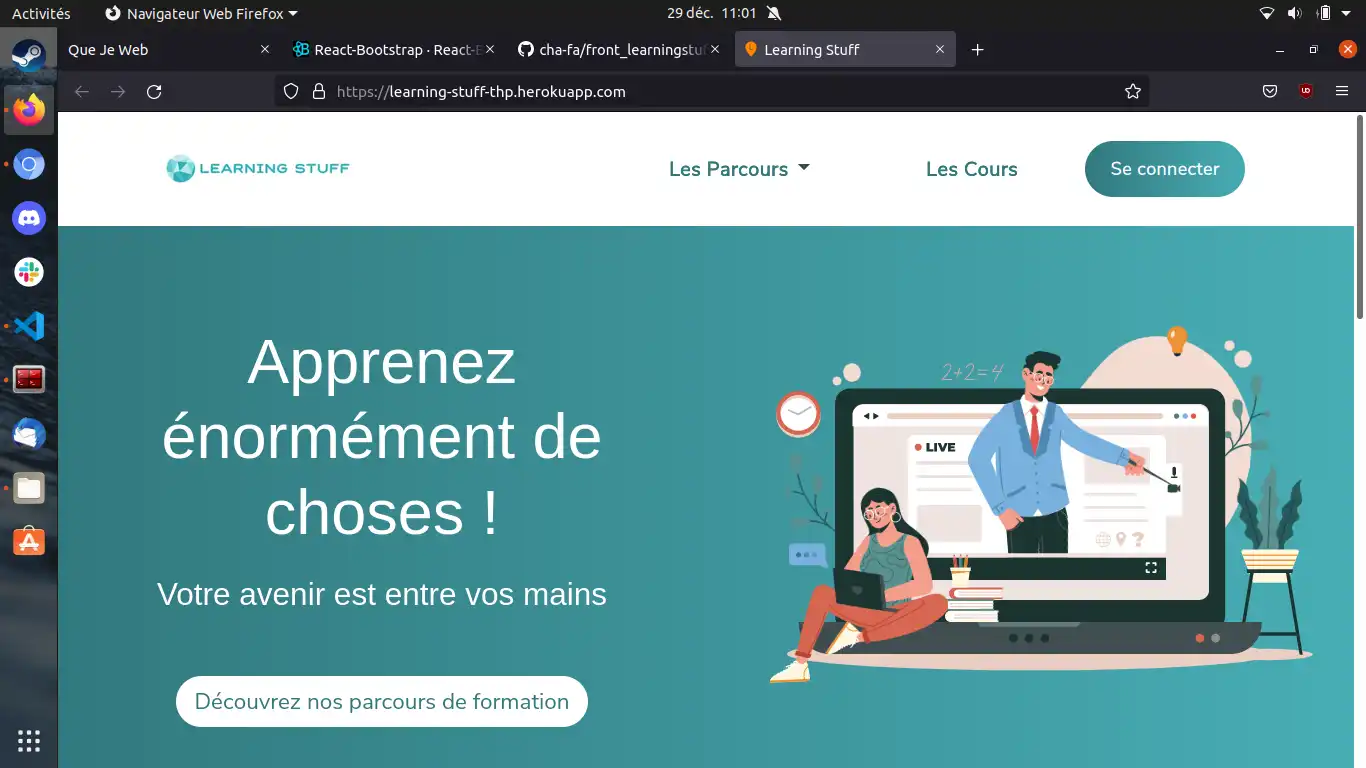 Activités
Navigateur Web Firefox
29 déc. 11:01
Que Je Web
React-Bootstrap · React-B
cha-fa/front_learningstuf
Learning Stuff
https://learning-stuff-thp.herokuapp.com
LEARNING STUFF
Les Parcours
Les Cours
Se connecter
Apprenez
énormément de
choses !
Votre avenir est entre vos mains
Découvrez nos parcours de formation
2+2=4
LIVE
?